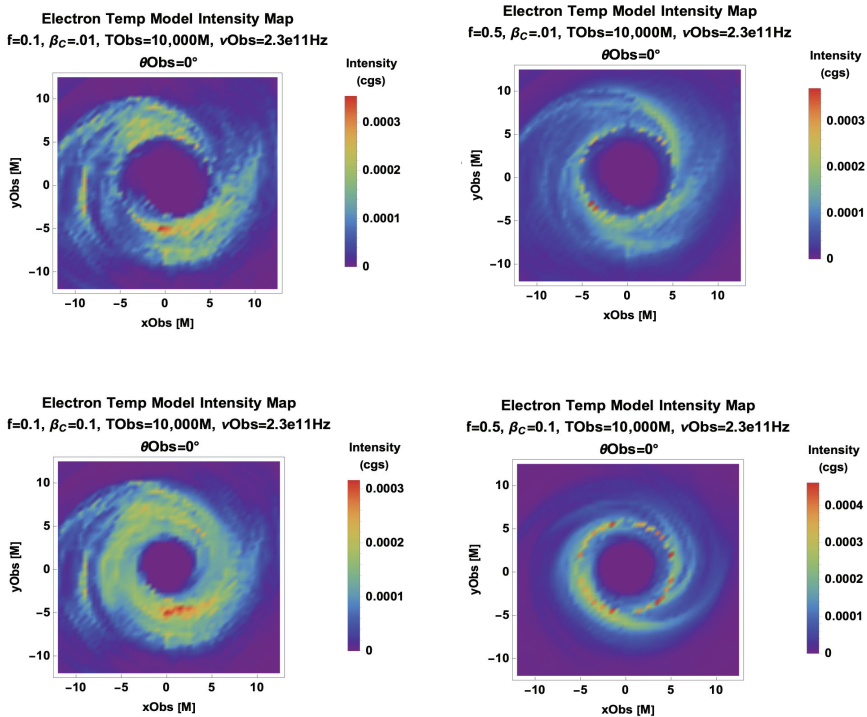 Electron Temp Model Intensity Map
f=0.1, βC=.01, TObs=10,000M, νObs=2.3e11Hz
θObs=0°
Intensity
(cgs)
10
5
0
-5
-10
yObs [M]
-10 -5 0 5 10
xObs [M]
0.0003
0.0002
0.0001
0
Electron Temp Model Intensity Map
f=0.5, βC=.01, TObs=10,000M, νObs=2.3e11Hz
θObs=0°
Intensity
(cgs)
10
5
0
-5
-10
yObs [M]
-10 -5 0 5 10
xObs [M]
0.0003
0.0002
0.0001
0
Electron Temp Model Intensity Map
f=0.1, βC=0.1, TObs=10,000M, νObs=2.3e11Hz
θObs=0°
Intensity
(cgs)
10
5
0
-5
-10
yObs [M]
-10 -5 0 5 10
xObs [M]
0.0003
0.0002
0.0001
0
Electron Temp Model Intensity Map
f=0.5, βC=0.1, TObs=10,000M, νObs=2.3e11Hz
θObs=0°
Intensity
(cgs)
10
5
0
-5
-10
yObs [M]
-10 -5 0 5 10
xObs [M]
0.0004
0.0003
0.0002
0.0001
0